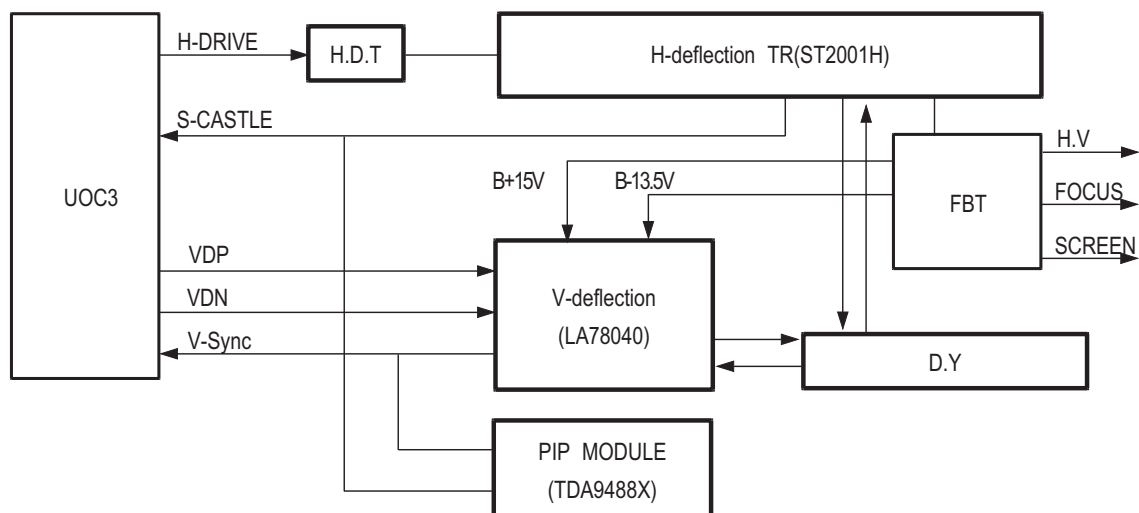 H-DRIVE
H.D.T
H-deflection TR(ST2001H)
S-CASTLE
H.V
UOC3
B+15V
B-13.5V
FBT
FOCUS
SCREEN
VDP
VDN
V-deflection
(LA78040)
V-Sync
D.Y
PIP MODULE
(TDA9488X)